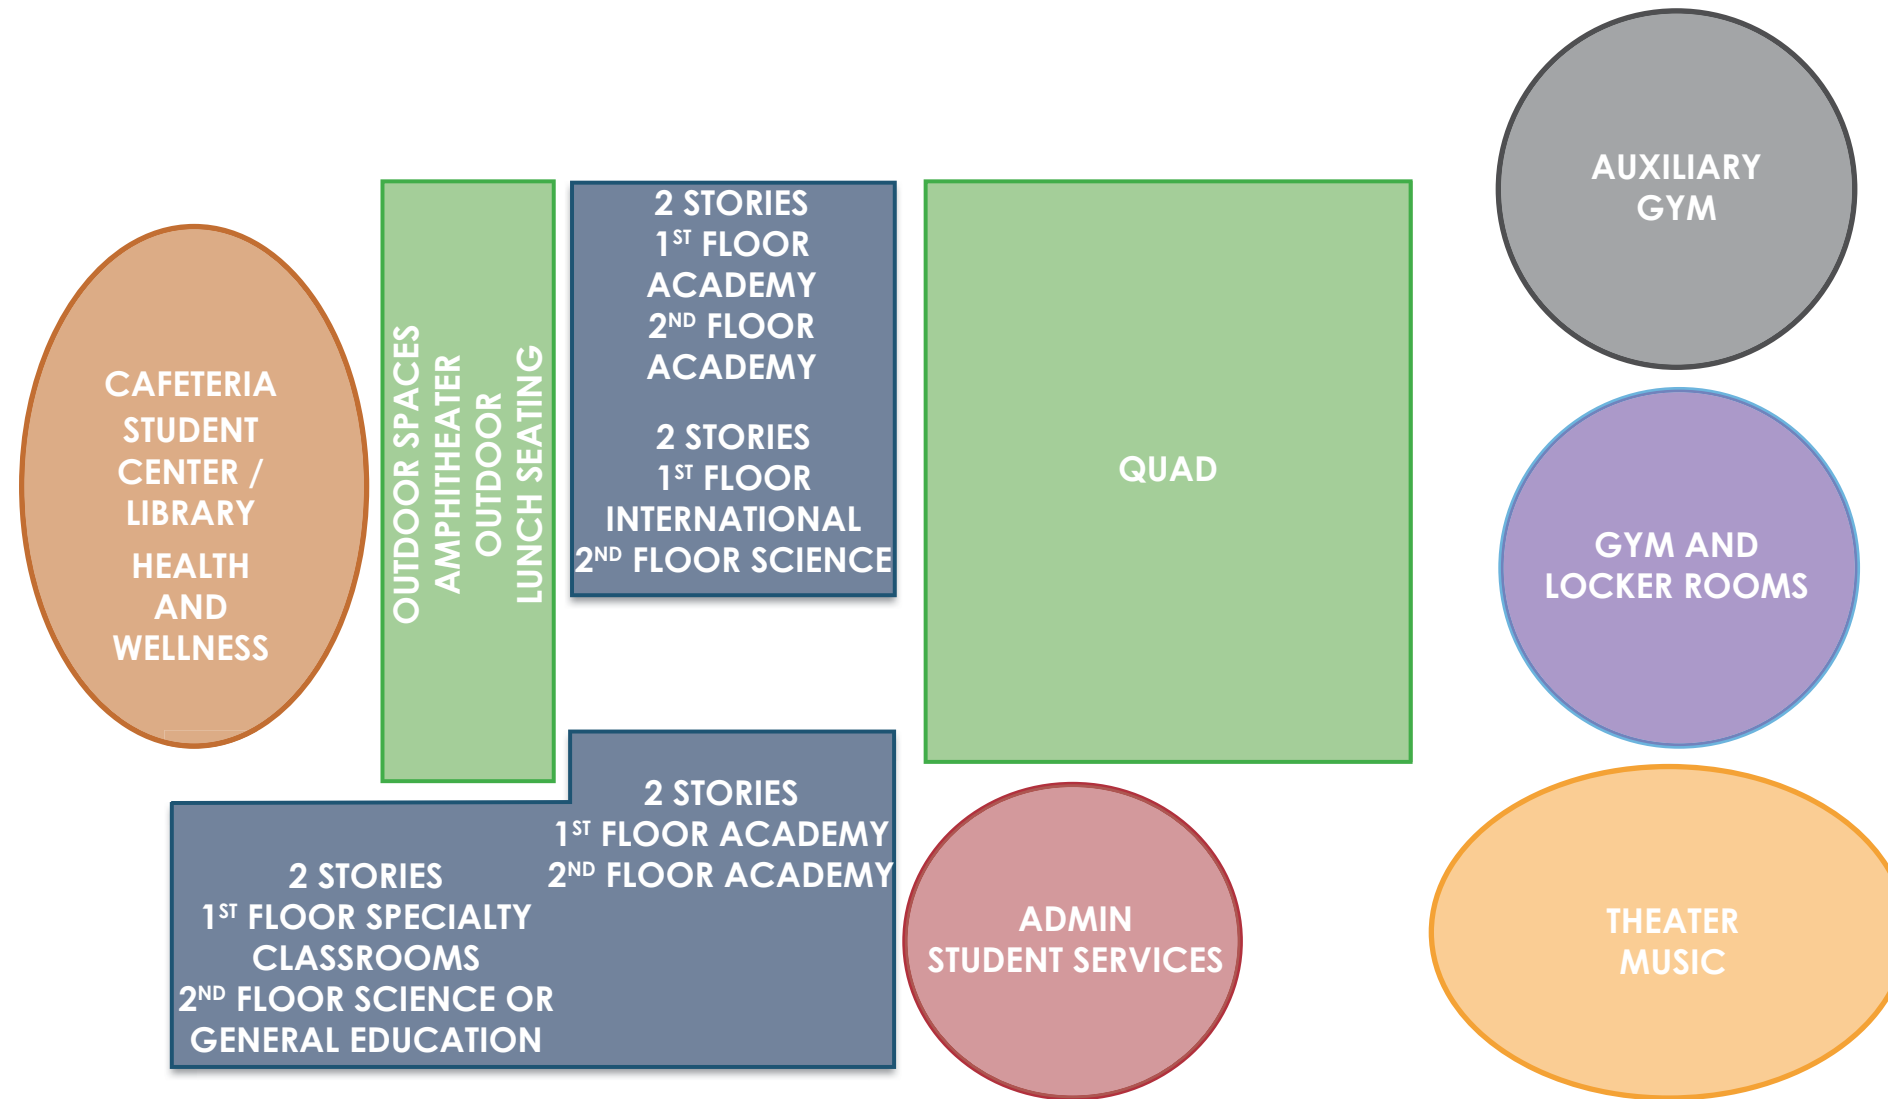 CAFETERIA
STUDENT
CENTER /
LIBRARY
HEALTH
AND
WELLNESS
OUTDOOR SPACES
AMPHITHEATER
OUTDOOR
LUNCH SEATING
2 STORIES
1ST FLOOR
ACADEMY
2ND FLOOR
ACADEMY
2 STORIES
1ST FLOOR
INTERNATIONAL
2ND FLOOR SCIENCE
QUAD
AUXILIARY
GYM
GYM AND
LOCKER ROOMS
2 STORIES
1ST FLOOR ACADEMY
2ND FLOOR ACADEMY
2 STORIES
1ST FLOOR SPECIALTY
CLASSROOMS
2ND FLOOR SCIENCE OR
GENERAL EDUCATION
ADMIN
STUDENT SERVICES
THEATER
MUSIC